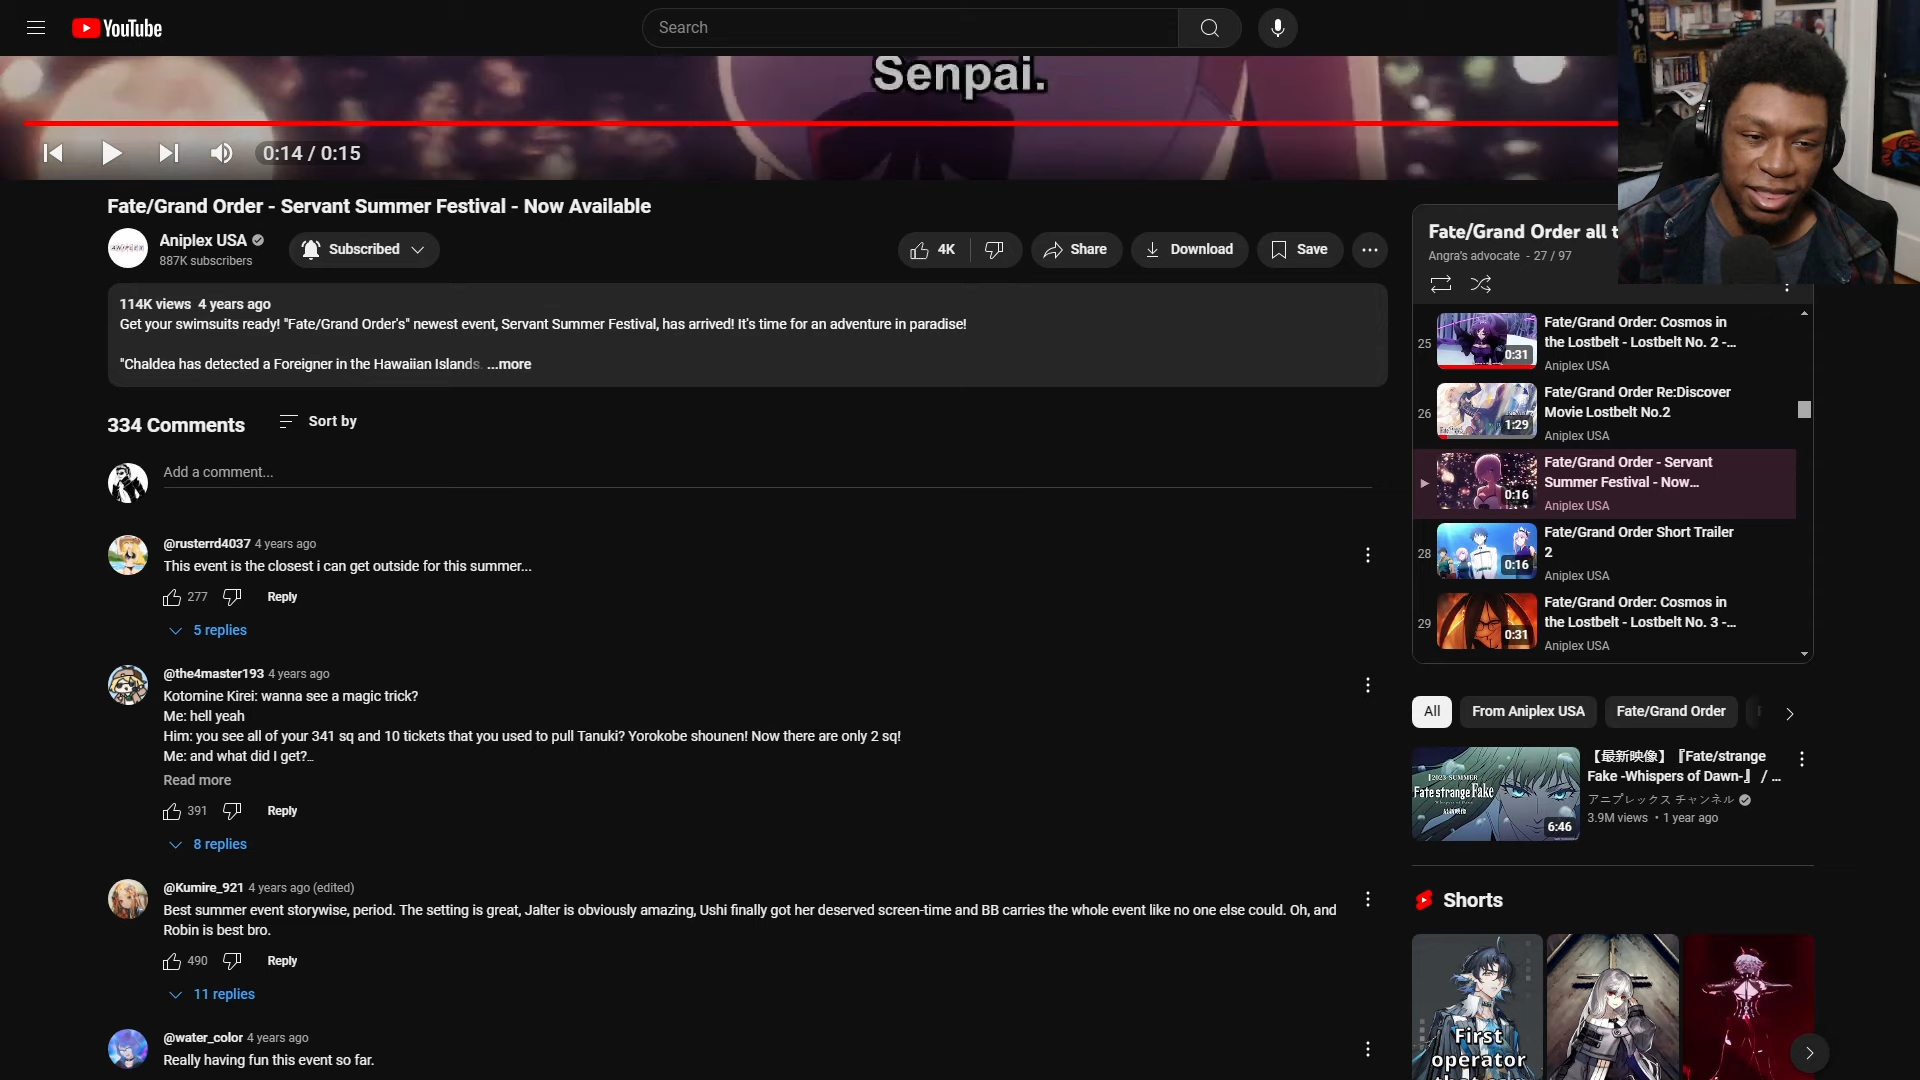 YouTube
Search
Senpai.
0:14 / 0:15
Fate/Grand Order - Servant Summer Festival - Now Available
ANIPLEX
Aniplex USA
887K subscribers
Subscribed
4K
Share
Download
Save
114K views 4 years ago
Get your swimsuits ready! "Fate/Grand Order's" newest event, Servant Summer Festival, has arrived! It's time for an adventure in paradise!
"Chaldea has detected a Foreigner in the Hawaiian Islands. ...more
334 Comments
Sort by
Add a comment...
@rusterrd4037 4 years ago
This event is the closest i can get outside for this summer...
277
Reply
5 replies
@the4master193 4 years ago
Kotomine Kirei: wanna see a magic trick?
Me: hell yeah
Him: you see all of your 341 sq and 10 tickets that you used to pull Tanuki? Yorokobe shounen! Now there are only 2 sq!
Me: and what did I get?...
Read more
391
Reply
8 replies
@Kumire_921 4 years ago (edited)
Best summer event storywise, period. The setting is great, Jalter is obviously amazing, Ushi finally got her deserved screen-time and BB carries the whole event like no one else could. Oh, and
Robin is best bro.
490
Reply
11 replies
@water_color 4 years ago
Really having fun this event so far.
Fate/Grand Order all t
Angra's advocate - 27 / 97
25
0:31
Fate/Grand Order: Cosmos in
the Lostbelt - Lostbelt No. 2 -...
Aniplex USA
26
1:29
Fate/Grand Order Re:Discover
Movie Lostbelt No.2
Aniplex USA
0:16
Fate/Grand Order - Servant
Summer Festival - Now...
Aniplex USA
28
0:16
Fate/Grand Order Short Trailer
2
Aniplex USA
29
0:31
Fate/Grand Order: Cosmos in
the Lostbelt - Lostbelt No. 3 -...
Aniplex USA
All
From Aniplex USA
Fate/Grand Order
2023 SUMMER
Fate strange Fake
Whispers of Dawn
最新映像
6:46
【最新映像】『Fate/strange
Fake -Whispers of Dawn-』 / ...
アニプレックス チャンネル
3.9M views • 1 year ago
Shorts
First
operator